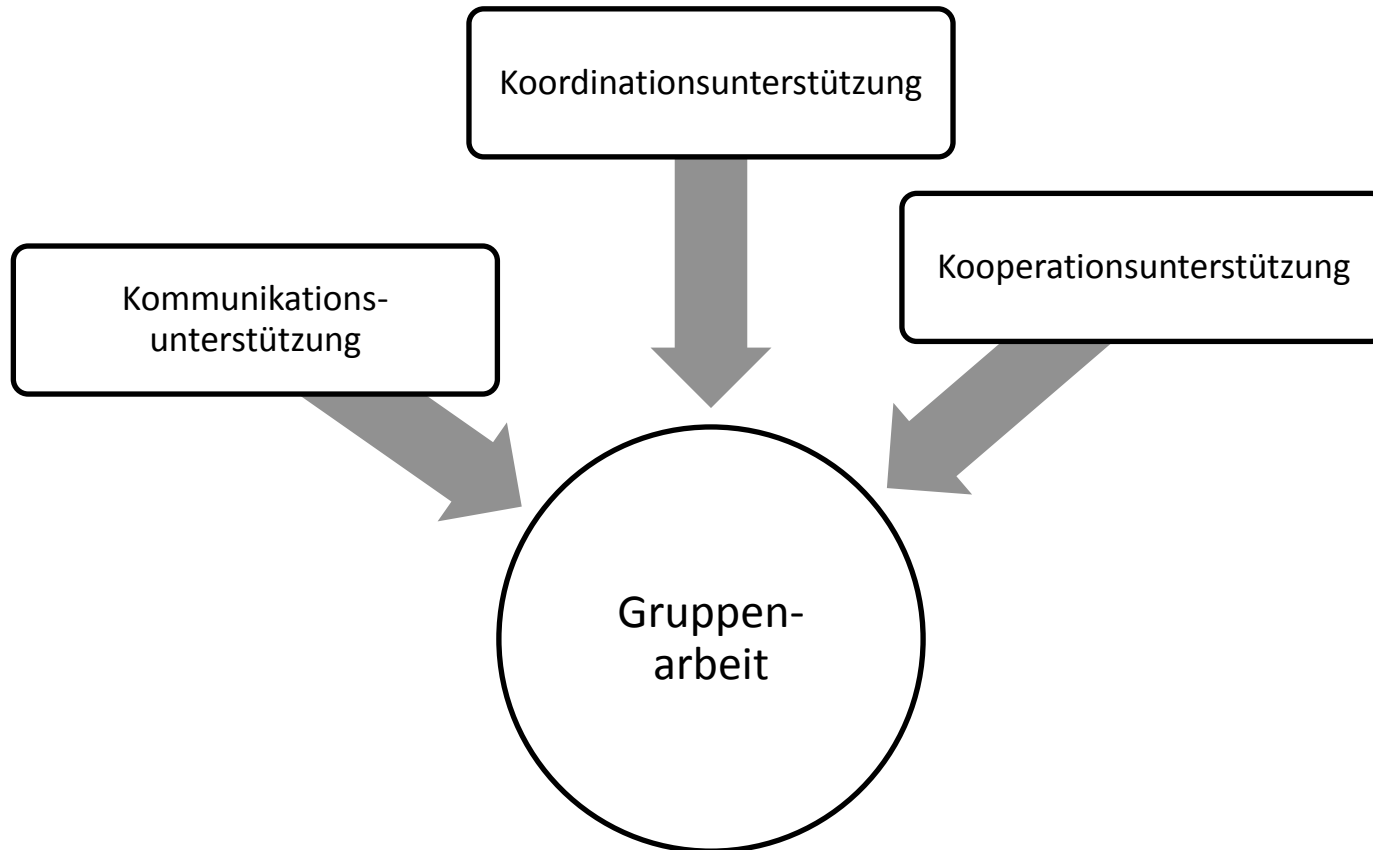 Koordinationsunterstützung
Kooperationsunterstützung
Kommunikations-
unterstützung
Gruppen-
arbeit